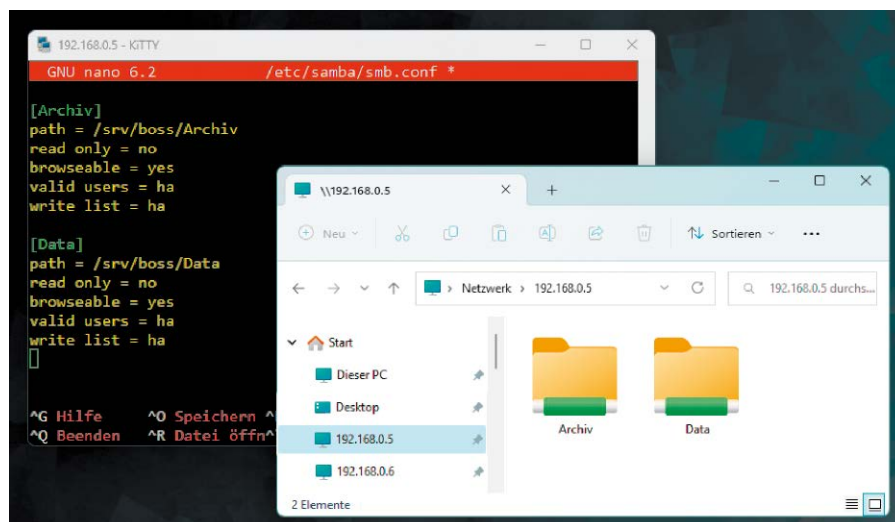 192.168.0.5 - KiTTY
GNU nano 6.2 /etc/samba/smb.conf *
[Archiv]
path = /srv/boss/Archiv
read only = no
browseable = yes
valid users = ha
write list = ha
[Data]
path = /srv/boss/Data
read only = no
browseable = yes
valid users = ha
write list = ha
^G Hilfe ^O Speichern ^
^Q Beenden ^R Datei öffn^
\\192.168.0.5
Neu
Sortieren
Netzwerk > 192.168.0.5
192.168.0.5 durchs...
Start
Dieser PC
Desktop
192.168.0.5
192.168.0.6
Archiv
Data
2 Elemente